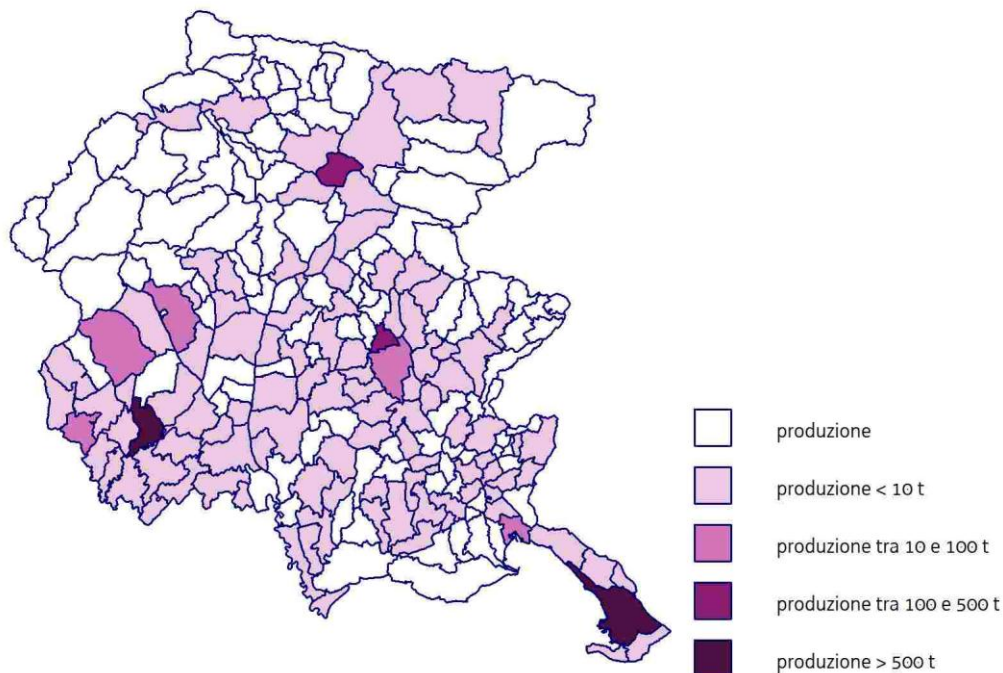 produzione
produzione < 10 t
produzione tra 10 e 100 t
produzione tra 100 e 500 t
produzione > 500 t